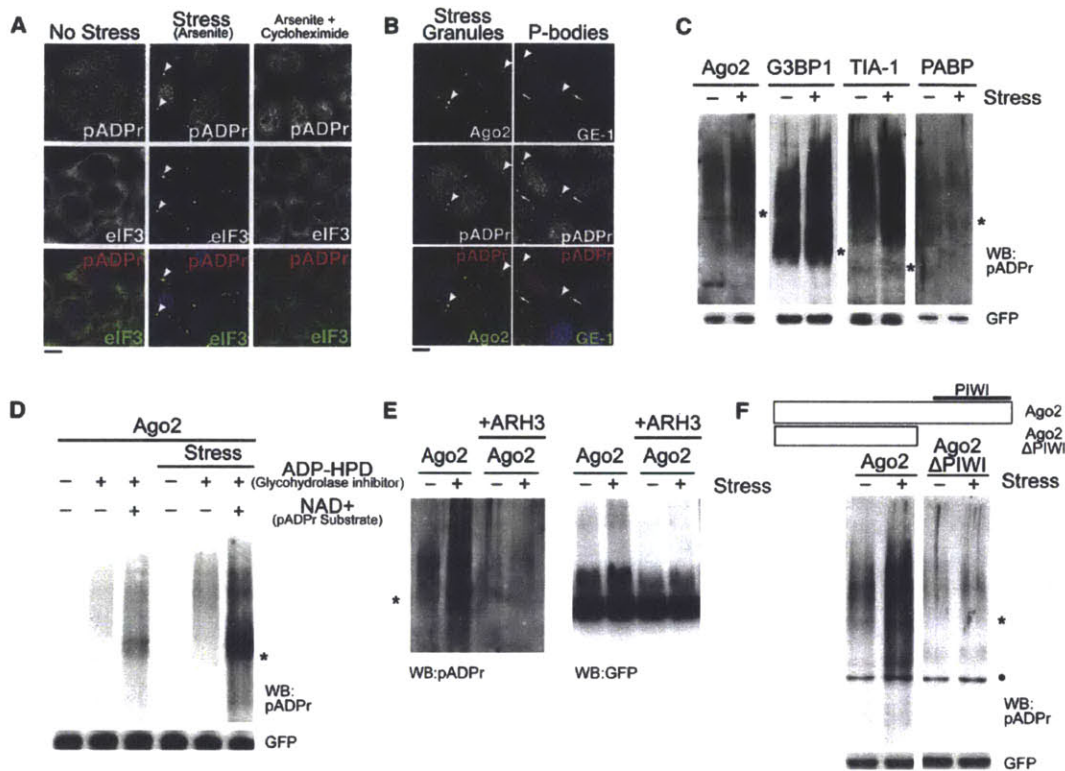 A
No Stress
Stress
(Arsenite)
Arsenite +
Cycloheximide
pADPr
pADPr
pADPr
eIF3
eIF3
eIF3
pADPr
pADPr
pADPr
eIF3
eIF3
eIF3
B
Stress
Granules
P-bodies
Ago2
GE-1
pADPr
pADPr
pADPr
pADPr
Ago2
GE-1
C
Ago2 G3BP1 TIA-1 PABP
− + − + − + − + Stress
*
*
*
*
WB:
pADPr
GFP
D
Ago2
Stress
− + + − + + ADP-HPD
(Glycohydrolase inhibitor)
− − + − − + NAD+
(pADPr Substrate)
*
WB:
pADPr
GFP
E
+ARH3 +ARH3
Ago2 Ago2 Ago2 Ago2
− + − + − + − + Stress
*
WB:pADPr WB:GFP
F
PIWI
Ago2
Ago2
ΔPIWI
Ago2 Ago2
ΔPIWI
− + − + Stress
*
•
WB:
pADPr
GFP